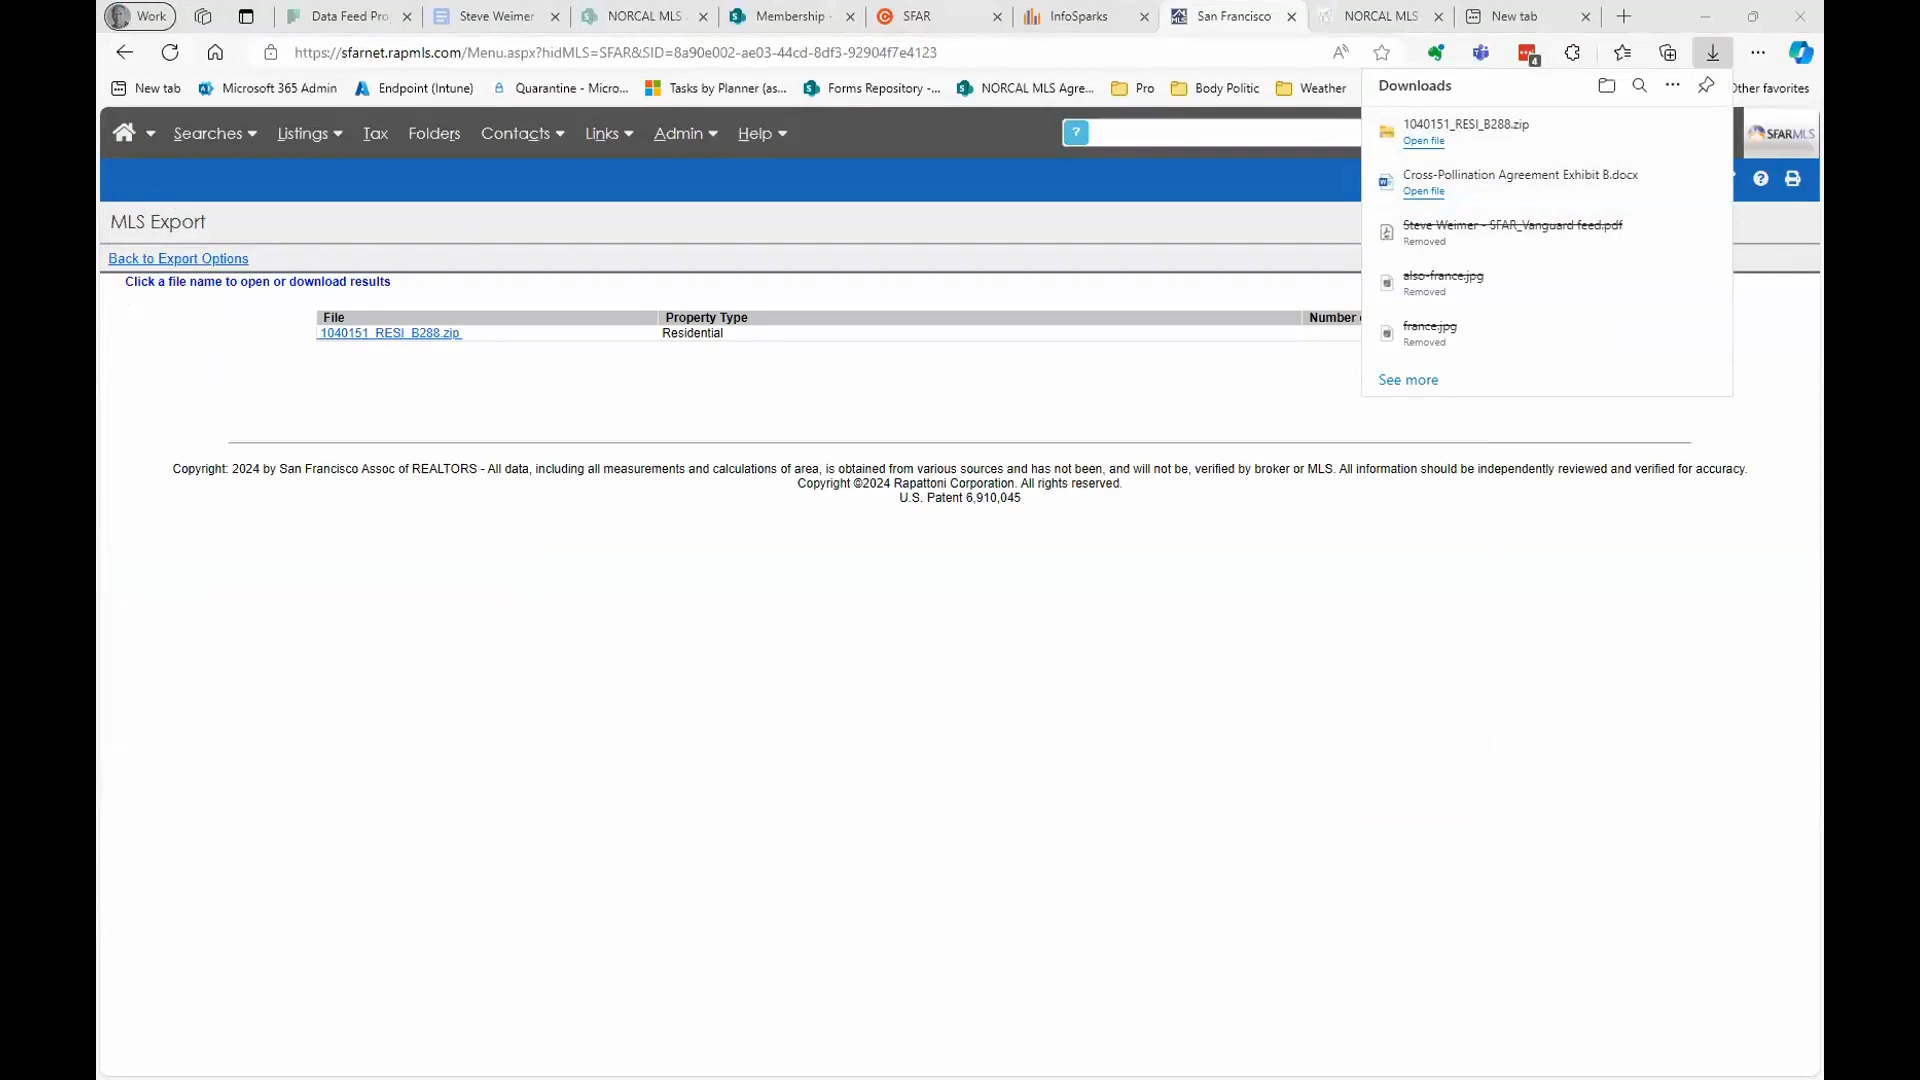 Work
Data Feed Pro
Steve Weimer
NORCAL MLS
Membership -
SFAR
InfoSparks
San Francisco
NORCAL MLS
New tab
https://sfarnet.rapmls.com/Menu.aspx?hidMLS=SFAR&SID=8a90e002-ae03-44cd-8df3-92904f7e4123
4
New tab
Microsoft 365 Admin
Endpoint (Intune)
Quarantine - Micro...
Tasks by Planner (as...
Forms Repository -...
NORCAL MLS Agre...
Pro
Body Politic
Weather
Other favorites
Searches
Listings
Tax
Folders
Contacts
Links
Admin
Help
?
SFARMLS
?
Downloads
1040151_RESI_B288.zip
Open file
Cross-Pollination Agreement Exhibit B.docx
Open file
Steve Weimer - SFAR_Vanguard feed.pdf
Removed
also-france.jpg
Removed
france.jpg
Removed
See more
MLS Export
Back to Export Options
Click a file name to open or download results
File
Property Type
Number
1040151_RESI_B288.zip
Residential
Copyright: 2024 by San Francisco Assoc of REALTORS - All data, including all measurements and calculations of area, is obtained from various sources and has not been, and will not be, verified by broker or MLS. All information should be independently reviewed and verified for accuracy.
Copyright ©2024 Rapattoni Corporation. All rights reserved.
U.S. Patent 6,910,045